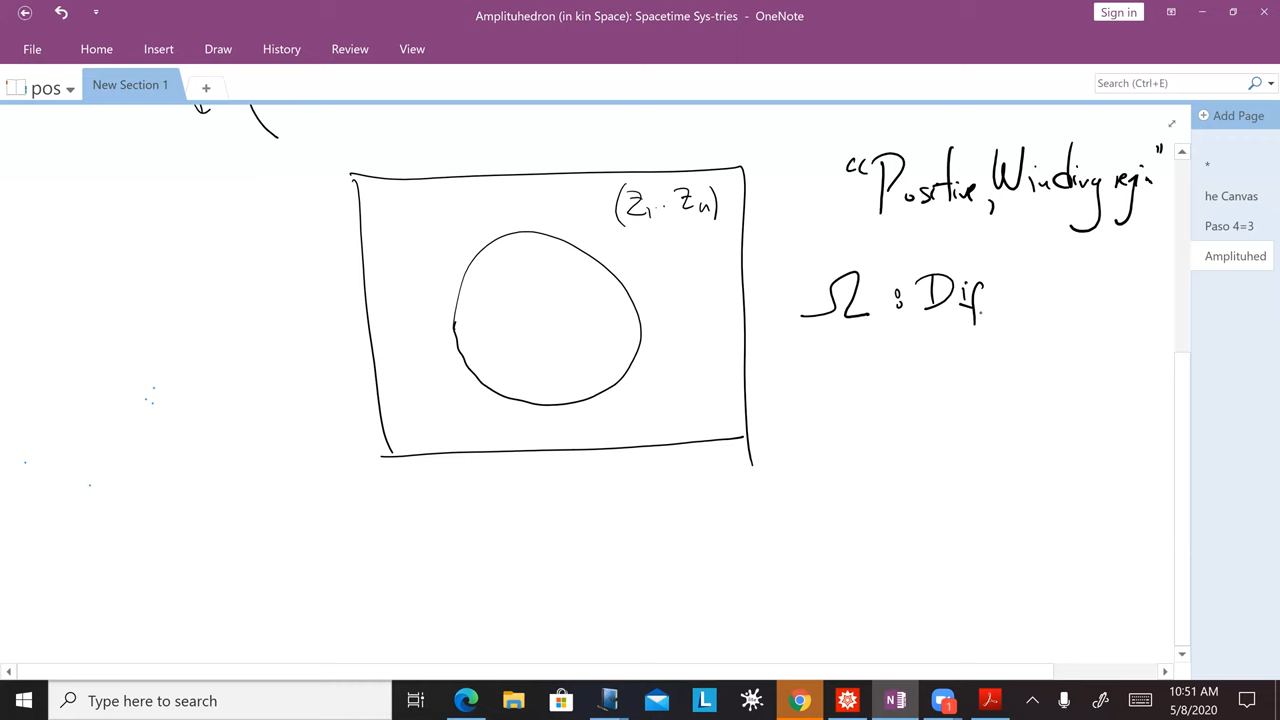 Amplituhedron (in kin Space): Spacetime Sys-tries - OneNote
Sign in
File Home Insert Draw History Review View
pos New Section 1 +
Search (Ctrl+E)
Add Page
*
he Canvas
Paso 4=3
Amplituhed
(Z1.. Zn)
"Positive, Winding regi"
Ω : Dif
Type here to search
L
N
1
10:51 AM
5/8/2020